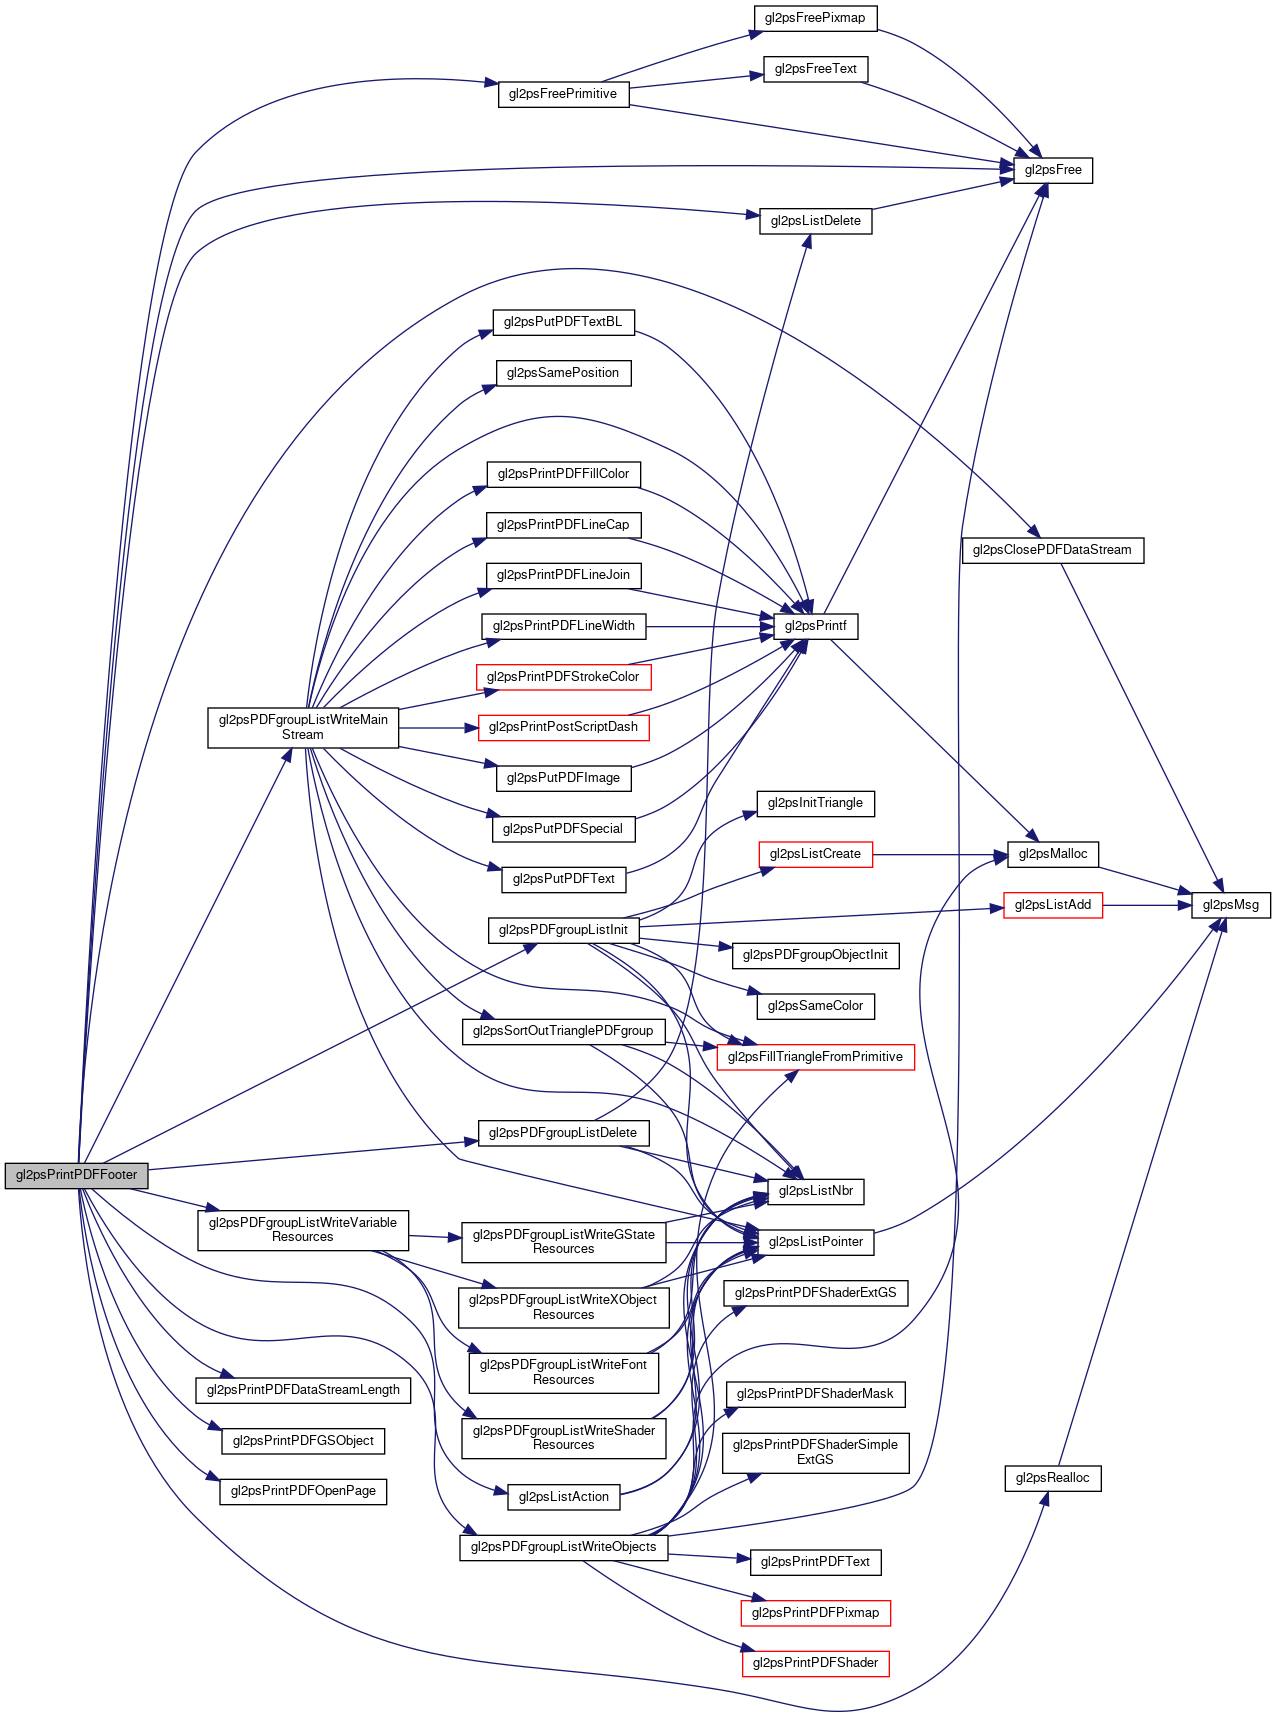 gl2psFreePixmap
gl2psFreeText
gl2psFreePrimitive
gl2psFree
gl2psListDelete
gl2psPutPDFTextBL
gl2psSamePosition
gl2psPrintPDFFillColor
gl2psPrintPDFLineCap
gl2psClosePDFDataStream
gl2psPrintPDFLineJoin
gl2psPrintPDFLineWidth
gl2psPrintf
gl2psPrintPDFStrokeColor
gl2psPDFgroupListWriteMain
Stream
gl2psPrintPostScriptDash
gl2psPutPDFImage
gl2psInitTriangle
gl2psPutPDFSpecial
gl2psListCreate
gl2psMalloc
gl2psPutPDFText
gl2psListAdd
gl2psMsg
gl2psPDFgroupListInit
gl2psPDFgroupObjectInit
gl2psSameColor
gl2psSortOutTrianglePDFgroup
gl2psFillTriangleFromPrimitive
gl2psPDFgroupListDelete
gl2psPrintPDFFooter
gl2psListNbr
gl2psPDFgroupListWriteVariable
Resources
gl2psPDFgroupListWriteGState
Resources
gl2psListPointer
gl2psPrintPDFShaderExtGS
gl2psPDFgroupListWriteXObject
Resources
gl2psPDFgroupListWriteFont
Resources
gl2psPrintPDFDataStreamLength
gl2psPrintPDFShaderMask
gl2psPDFgroupListWriteShader
Resources
gl2psPrintPDFGSObject
gl2psPrintPDFShaderSimple
ExtGS
gl2psRealloc
gl2psPrintPDFOpenPage
gl2psListAction
gl2psPDFgroupListWriteObjects
gl2psPrintPDFText
gl2psPrintPDFPixmap
gl2psPrintPDFShader